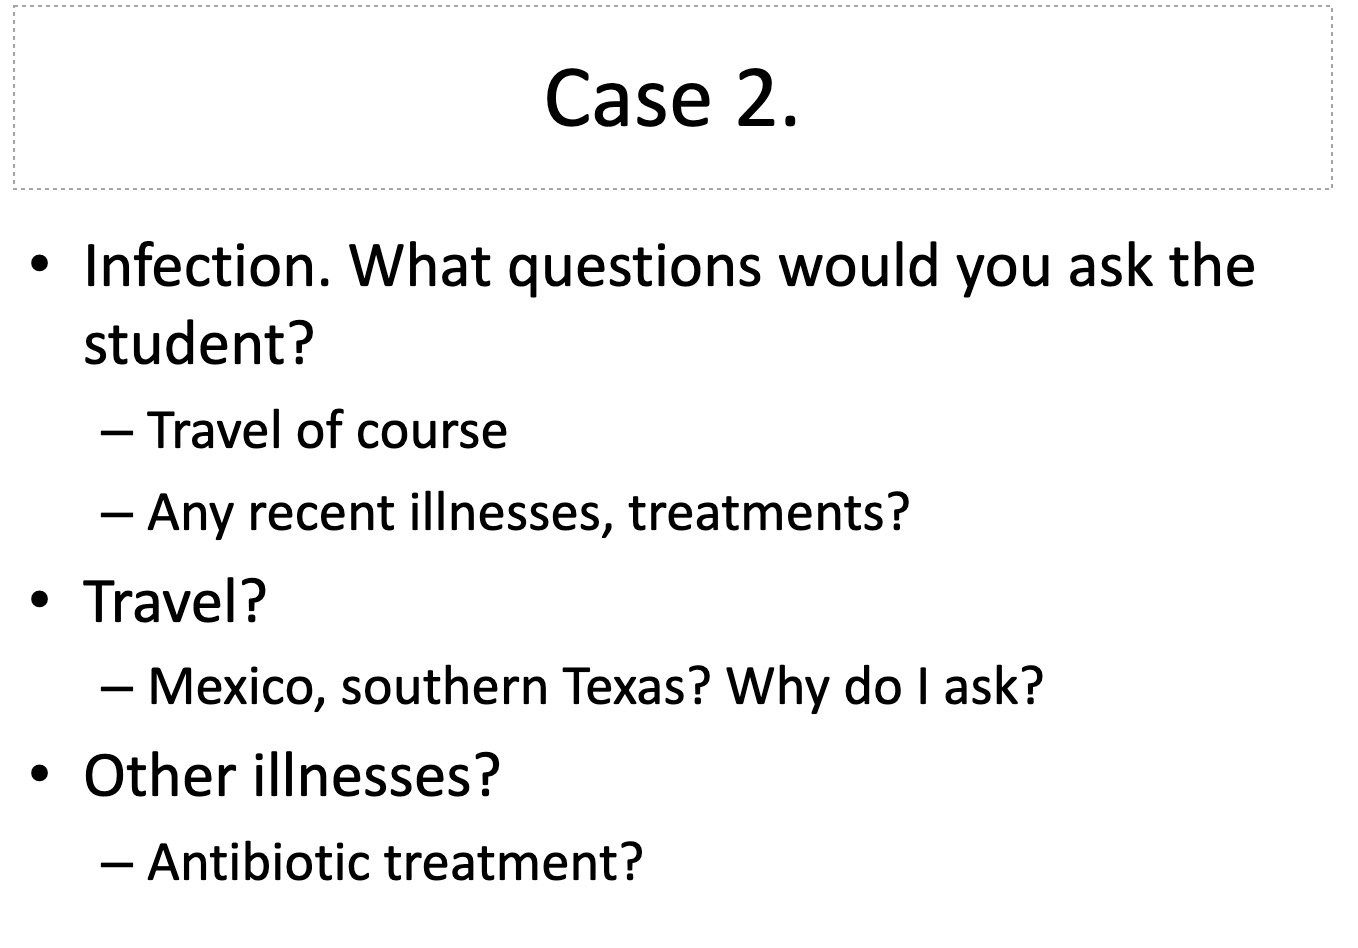 Case 2.
• Infection. What questions would you ask the
student?
– Travel of course
– Any recent illnesses, treatments?
• Travel?
– Mexico, southern Texas? Why do I ask?
• Other illnesses?
– Antibiotic treatment?